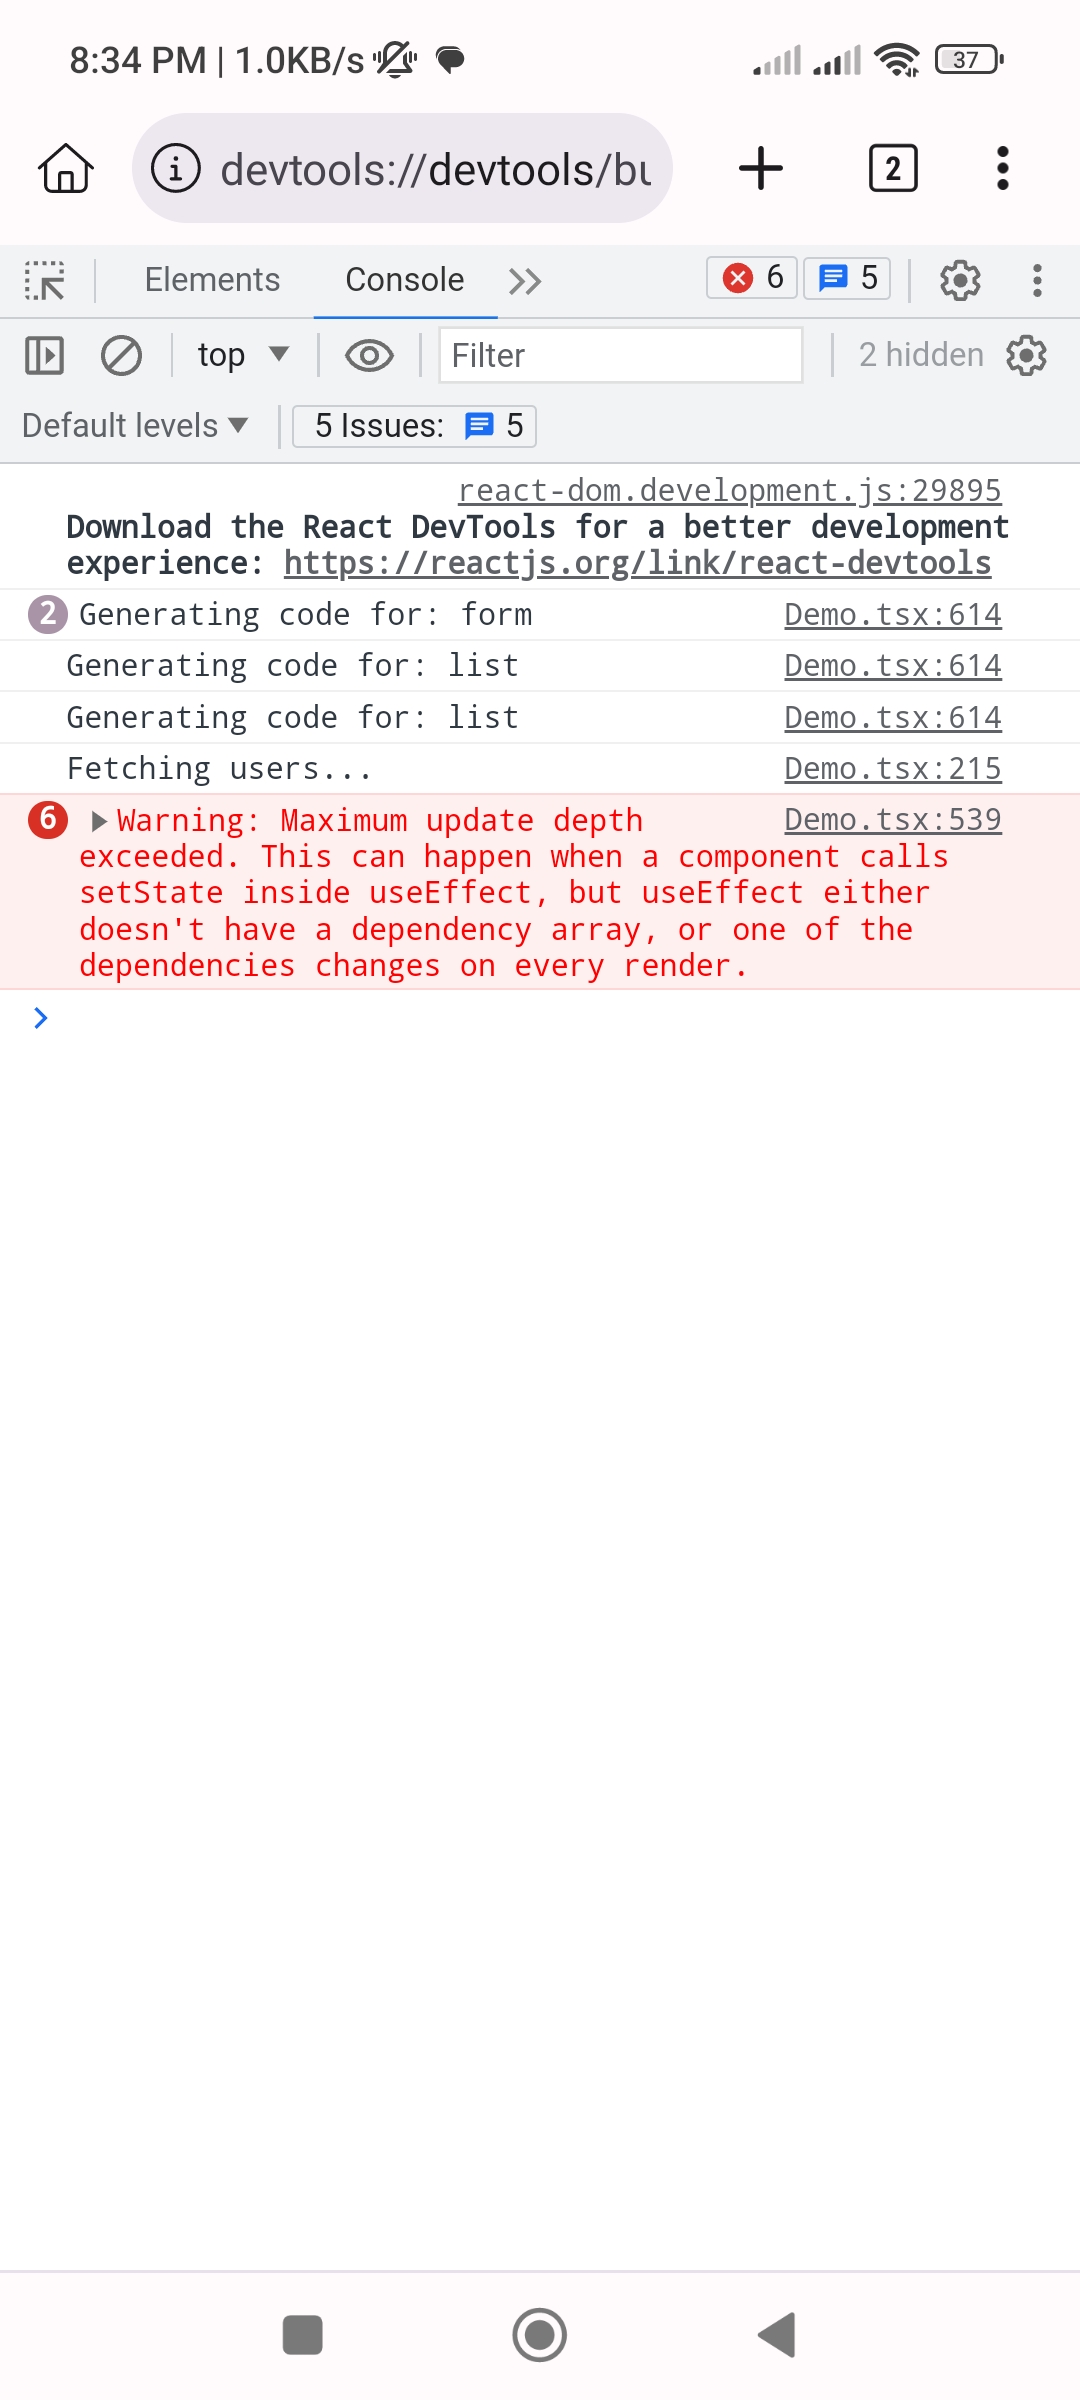 8:34 PM | 1.0KB/s 37
devtools://devtools/bu 2
Elements Console 6 5
top Filter 2 hidden
Default levels 5 Issues: 5
react-dom.development.js:29895
Download the React DevTools for a better development
experience: https://reactjs.org/link/react-devtools
2 Generating code for: form Demo.tsx:614
Generating code for: list Demo.tsx:614
Generating code for: list Demo.tsx:614
Fetching users... Demo.tsx:215
6 Warning: Maximum update depth Demo.tsx:539
exceeded. This can happen when a component calls
setState inside useEffect, but useEffect either
doesn't have a dependency array, or one of the
dependencies changes on every render.